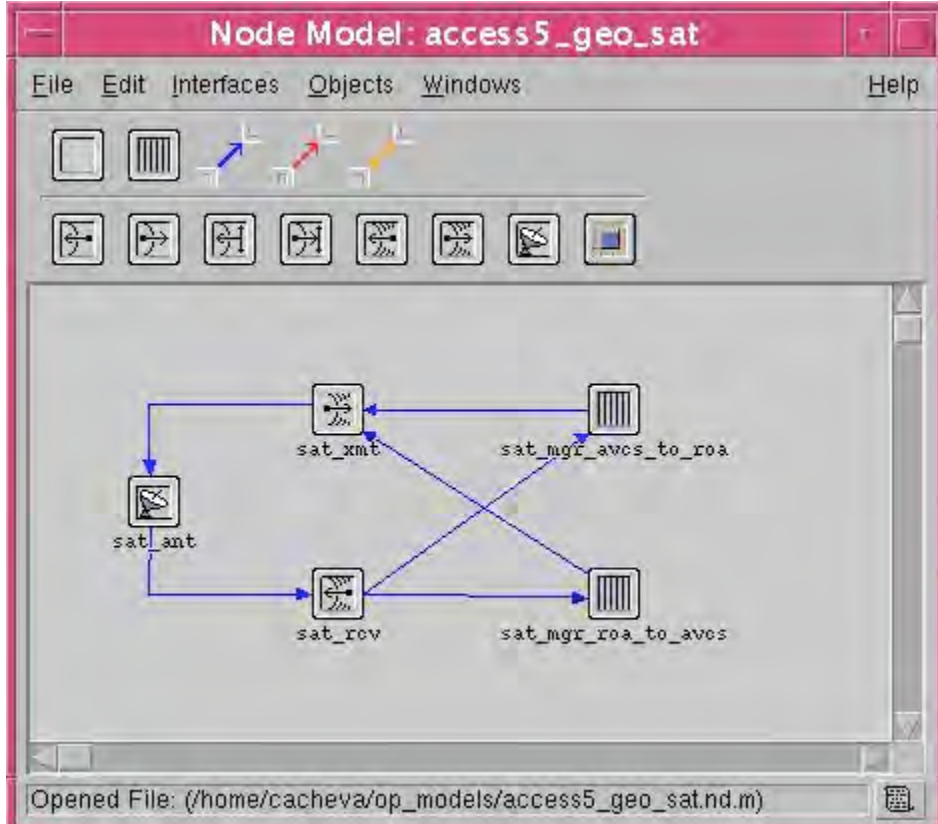 Node Model: access5_geo_sat
File Edit Interfaces Objects Windows Help
sat_xmt
sat_mgr_avcs_to_roa
sat_ant
sat_rcv
sat_mgr_roa_to_avcs
Opened File: (/home/cacheva/op_models/access5_geo_sat.nd.m)